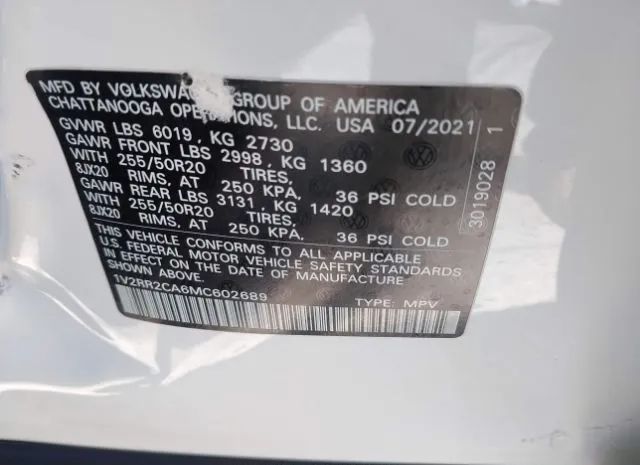 MFD BY VOLKSWAG GROUP OF AMERICA
CHATTANOOGA OPERATIONS, LLC. USA 07/2021
GVWR LBS 6019, KG 2730
GAWR FRONT LBS 2998, KG 1360
WITH 255/50R20 TIRES,
8JX20 RIMS, AT 250 KPA, 36 PSI COLD
GAWR REAR LBS 3131, KG 1420
WITH 255/50R20 TIRES,
8JX20 RIMS, AT 250 KPA, 36 PSI COLD
THIS VEHICLE CONFORMS TO ALL APPLICABLE
U.S. FEDERAL MOTOR VEHICLE SAFETY STANDARDS
IN EFFECT ON THE DATE OF MANUFACTURE
SHOWN ABOVE.
1V2RR2CA6MC602689
TYPE: MPV
3019028 1